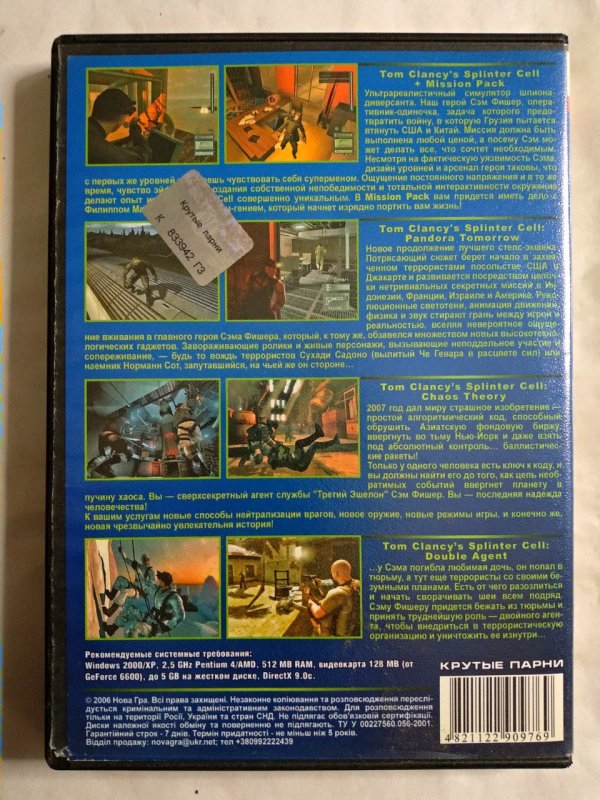 Tom Clancy's Splinter Cell
+ Mission Pack
Ультрареалистичный симулятор шпиона-
диверсанта. Наш герой Сэм Фишер, опера-
тивник-одиночка, задача которого предо-
твратить войну, в которую Грузия пытается
втянуть США и Китай. Миссия должна быть
выполнена любой ценой, а посему Сэм мо-
жет делать все, что сочтет необходимым.
Несмотря на фактическую уязвимость Сэма,
дизайн уровней и арсенал героя таковы, что
с первых же уровней начинаешь чувствовать себя суперменом. Ощущение постоянного напряжения и в то же
время, чувство создания собственной непобедимости и тотальной интерактивности окружения
делают опыт Cell совершенно уникальным. В Mission Pack вам придется иметь дело с
Филиппом гением, который начнет изрядно портить вам жизнь!
Крутые парни
К 833942 ГЗ
Tom Clancy's Splinter Cell:
Pandora Tomorrow
Новое продолжение лучшего стелс-экшена.
Потрясающий сюжет берет начало в захва-
ченном террористами посольстве США в
Джакарте и развивается посредством цепоч-
ки нетривиальных секретных миссий в Ин-
донезии, Франции, Израиле и Америке. Рево-
люционные светотени, анимация движений,
физика и звук стирают грань между игрой и
реальностью, вселяя невероятное ощуще-
ние вживания в главного героя Сэма Фишера, который, к тому же, обзавелся множеством новых высокотехно-
логических гаджетов. Завораживающие ролики и живые персонажи, вызывающие неподдельное участие и
сопереживание, — будь то вождь террористов Сухади Садоно (вылитый Че Гевара в расцвете сил) или
наемник Норманн Сот, запутавшийся, на чьей же он стороне...
Tom Clancy's Splinter Cell:
Chaos Theory
2007 год дал миру страшное изобретение —
простой алгоритмический код, способный
обрушить Азиатскую фондовую биржу,
ввергнуть во тьму Нью-Йорк и даже взять
под абсолютный контроль... баллистичес-
кие ракеты!
Только у одного человека есть ключ к коду, и
вы должны найти его до того, как цепь необ-
ратимых событий ввергнет планету в
пучину хаоса. Вы — сверхсекретный агент службы "Третий Эшелон" Сэм Фишер. Вы — последняя надежда
человечества!
К вашим услугам новые способы нейтрализации врагов, новое оружие, новые режимы игры, и конечно же,
новая чрезвычайно увлекательня история!
Tom Clancy's Splinter Cell:
Double Agent
...у Сэма погибла любимая дочь, он попал в
тюрьму, а тут еще террористы со своими бе-
зумными планами. Есть от чего разозлиться
и начать сворачивать шеи всем подряд.
Сэму Фишеру придется бежать из тюрьмы и
принять труднейшую роль — двойного аген-
та, чтобы внедриться в террористическую
организацию и уничтожить ее изнутри...
Рекомендуемые системные требования:
Windows 2000/XP, 2,5 GHz Pentium 4/AMD, 512 MB RAM, видеокарта 128 MB (от
GeForce 6600), до 5 GB на жестком диске, DirectX 9.0c.
КРУТЫЕ ПАРНИ
© 2006 Нова Гра. Всі права захищені. Незаконне копіювання та розповсюдження переслі-
дується кримінальним та адміністративним законодавством. Для розповсюдження
тільки на території Росії, України та стран СНД. Не підлягає обов'язковій сертифікації.
Диски належної якості обміну та поверненню не підлягають. ТУ У 00227560.056-2001.
Гарантійний строк - 7 днів. Термін придатності - не меньш ніж 5 років.
Відділ продажу: novagra@ukr.net; тел +380992222439
4821122909769